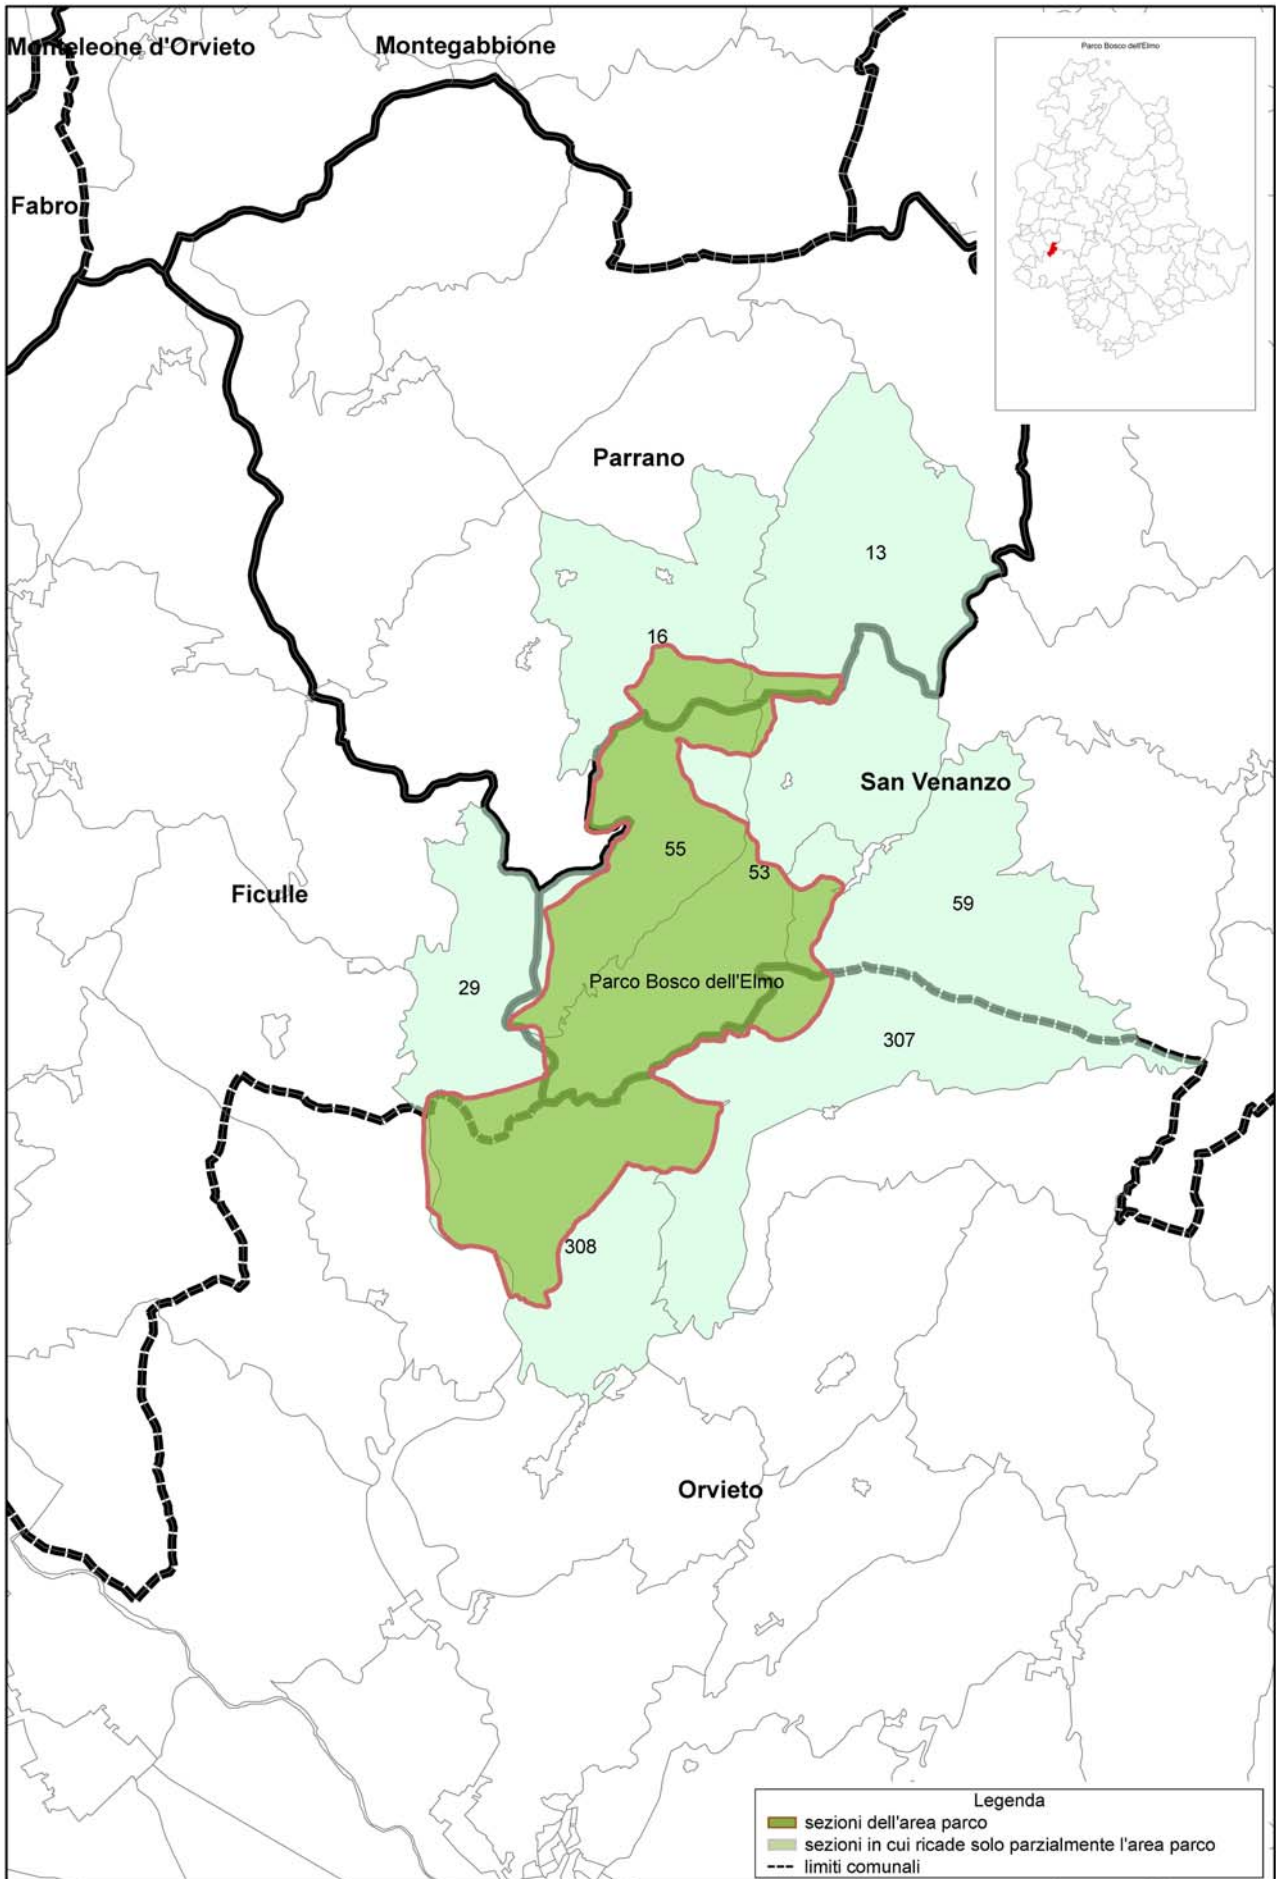 Monteleone d'Orvieto
Montegabbione
Parco Bosco dell'Elmo
Fabro
Parrano
13
16
San Venanzo
55
53
Ficulle
59
Parco Bosco dell'Elmo
29
307
308
Orvieto
Legenda
sezioni dell'area parco
sezioni in cui ricade solo parzialmente l'area parco
limiti comunali